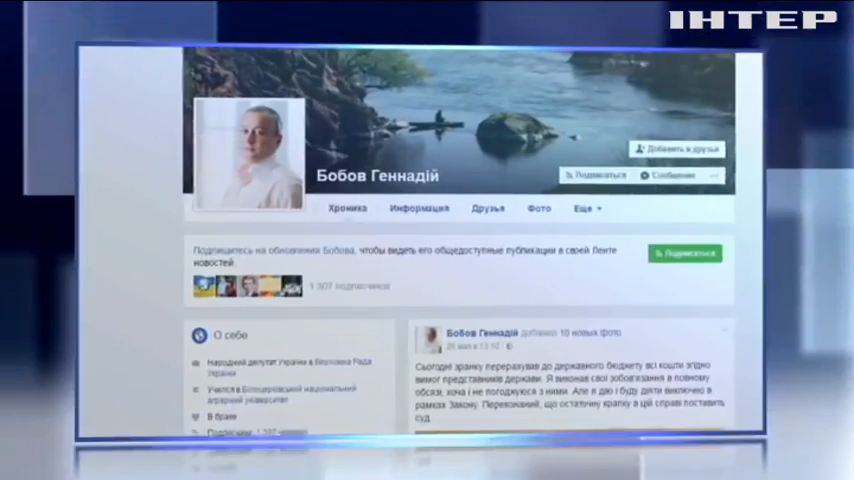 ІНТЕР
Добавить в друзья
Бобов Геннадій
Подписаться
Сообщение
Хроника Информация Друзья Фото Еще
Подпишитесь на обновления Бобова, чтобы видеть его общедоступные публикации в своей Ленте
новостей.
Подписаться
1 307 подписчиков
О себе
Бобов Геннадій добавил 10 новых фото
Народний депутат України в Верховна Рада
України
Сьогодні зранку перерахував до державного бюджету всі кошти згідно
вимог представників держави. Я виконав свої зобов'язання в повному
Учился в Білоцерківський національний
аграрний університет
обсязі, хоча і не погоджуюся з ними. Але я дію і буду діяти виключно в
рамках Закону. Переконаний, що остаточну крапку в цій справі поставить
В браке
суд.
Подписаны